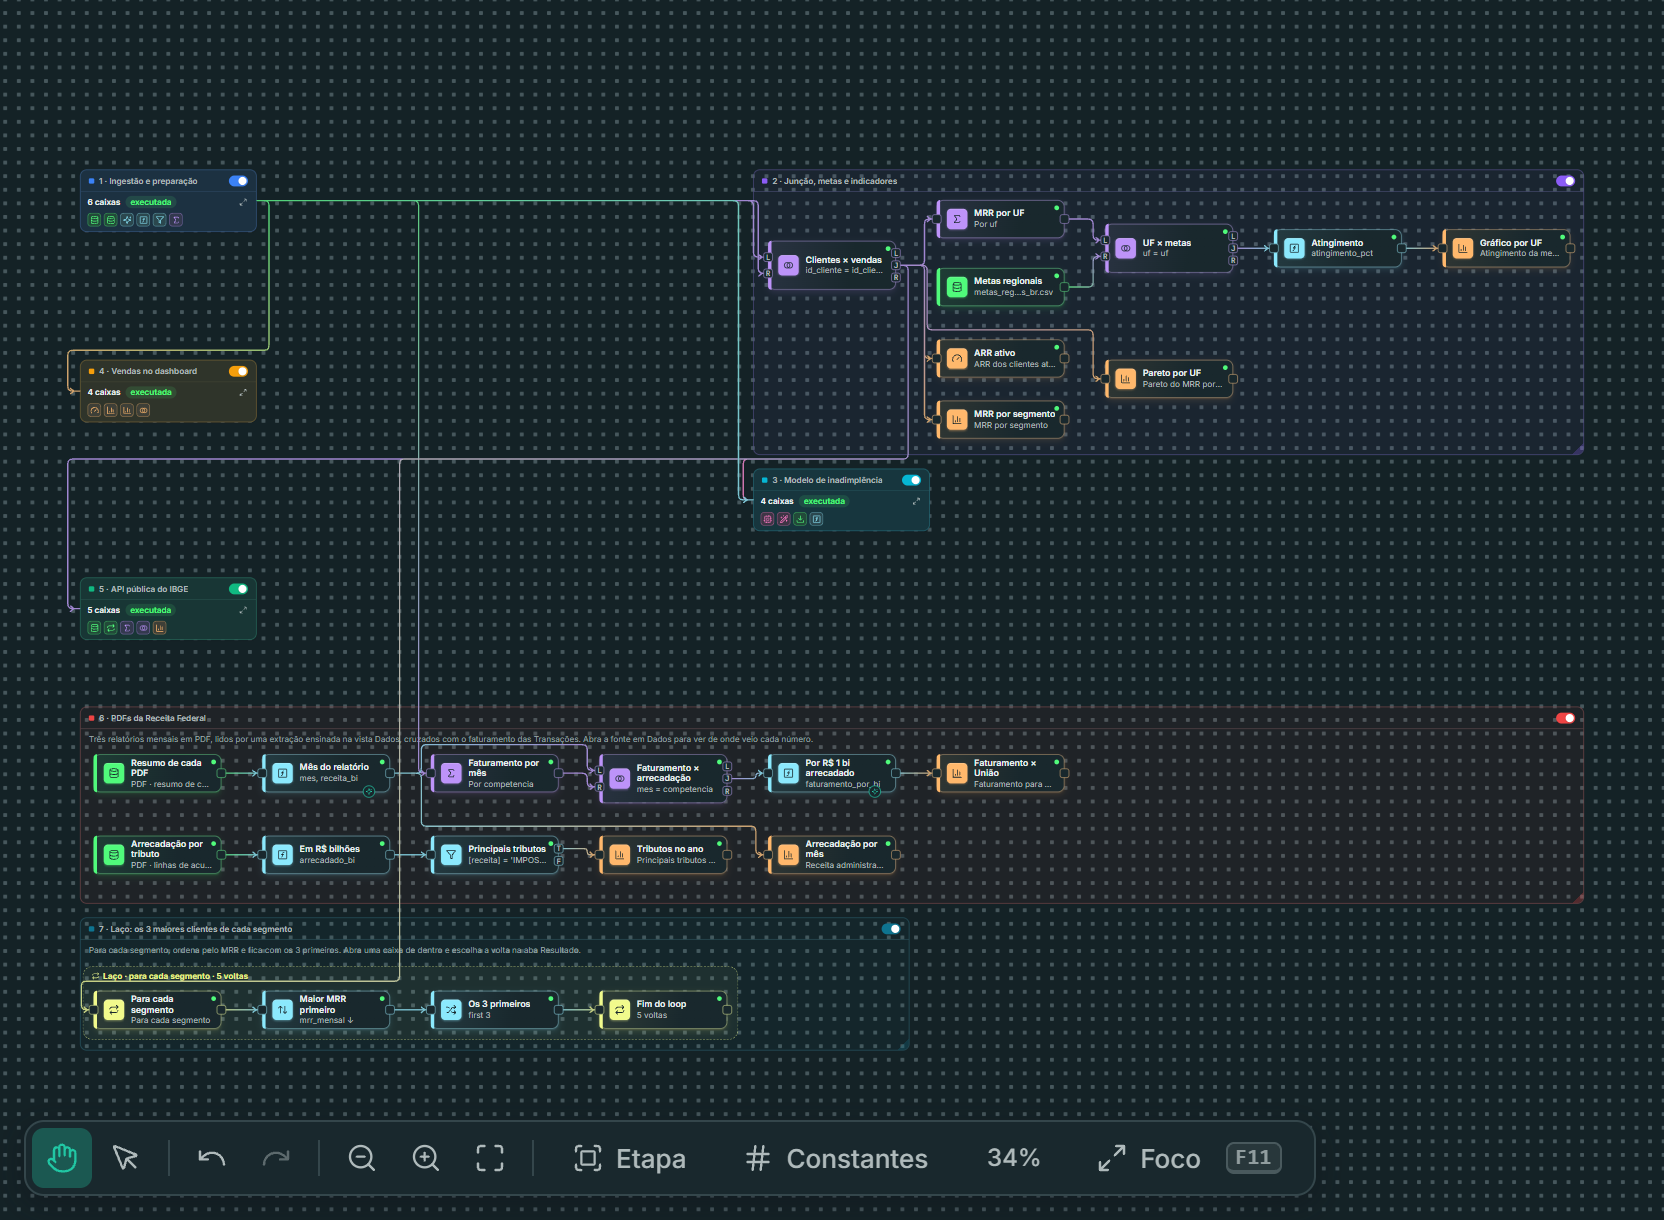 1 · Ingestão e preparação
6 caixas executada
2 · Junção, metas e indicadores
MRR por UF
Por uf
Clientes × vendas
id_cliente = id_clie...
L
R
L
J
R
Metas regionais
metas_reg...s_br.csv
UF × metas
uf = uf
L
R
L
J
R
Atingimento
atingimento_pct
Gráfico por UF
Atingimento da me...
ARR ativo
ARR dos clientes at...
Pareto por UF
Pareto do MRR por...
MRR por segmento
MRR por segmento
4 · Vendas no dashboard
4 caixas executada
3 · Modelo de inadimplência
4 caixas executada
5 · API pública do IBGE
5 caixas executada
6 · PDFs da Receita Federal
Três relatórios mensais em PDF, lidos por uma extração ensinada na vista Dados, cruzados com o faturamento das Transações. Abra a fonte em Dados para ver de onde veio cada número.
Resumo de cada
PDF
PDF · resumo de c...
Mês do relatório
mes, receita_bi
Faturamento por
mês
Por competencia
Faturamento ×
arrecadação
mes = competencia
L
R
L
J
R
Por R$ 1 bi
arrecadado
faturamento_por_bi
Faturamento ×
União
Faturamento para ...
Arrecadação por
tributo
PDF · linhas de acu...
Em R$ bilhões
arrecadado_bi
Principais tributos
[receita] = 'IMPOS...
T
F
Tributos no ano
Principais tributos ...
Arrecadação por
mês
Receita administra...
7 · Laço: os 3 maiores clientes de cada segmento
Para cada segmento, ordena pelo MRR e fica com os 3 primeiros. Abra uma caixa de dentro e escolha a volta na aba Resultado.
Laço · para cada segmento · 5 voltas
Para cada
segmento
Para cada segmento
Maior MRR
primeiro
mrr_mensal ↓
Os 3 primeiros
first 3
Fim do loop
5 voltas
Etapa
Constantes
34%
Foco
F11